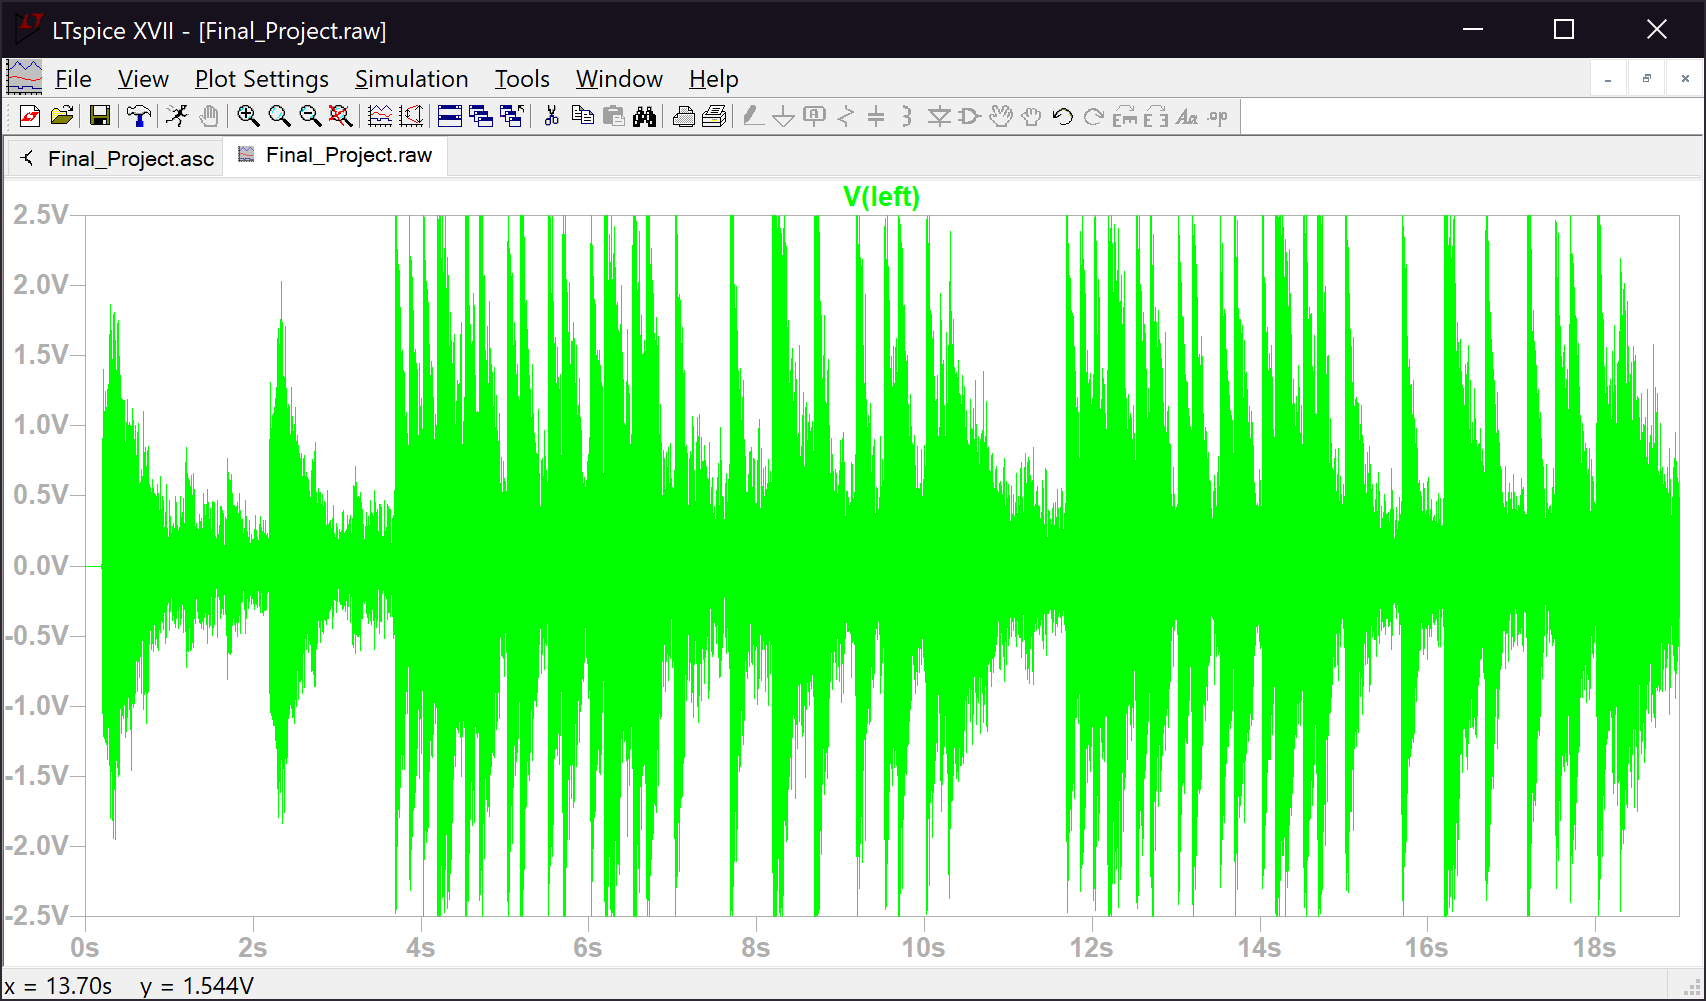 LTspice XVII - [Final_Project.raw]
File View Plot Settings Simulation Tools Window Help
Final_Project.asc Final_Project.raw
V(left)
2.5V
2.0V
1.5V
1.0V
0.5V
0.0V
-0.5V
-1.0V
-1.5V
-2.0V
-2.5V
0s 2s 4s 6s 8s 10s 12s 14s 16s 18s
x = 13.70s y = 1.544V